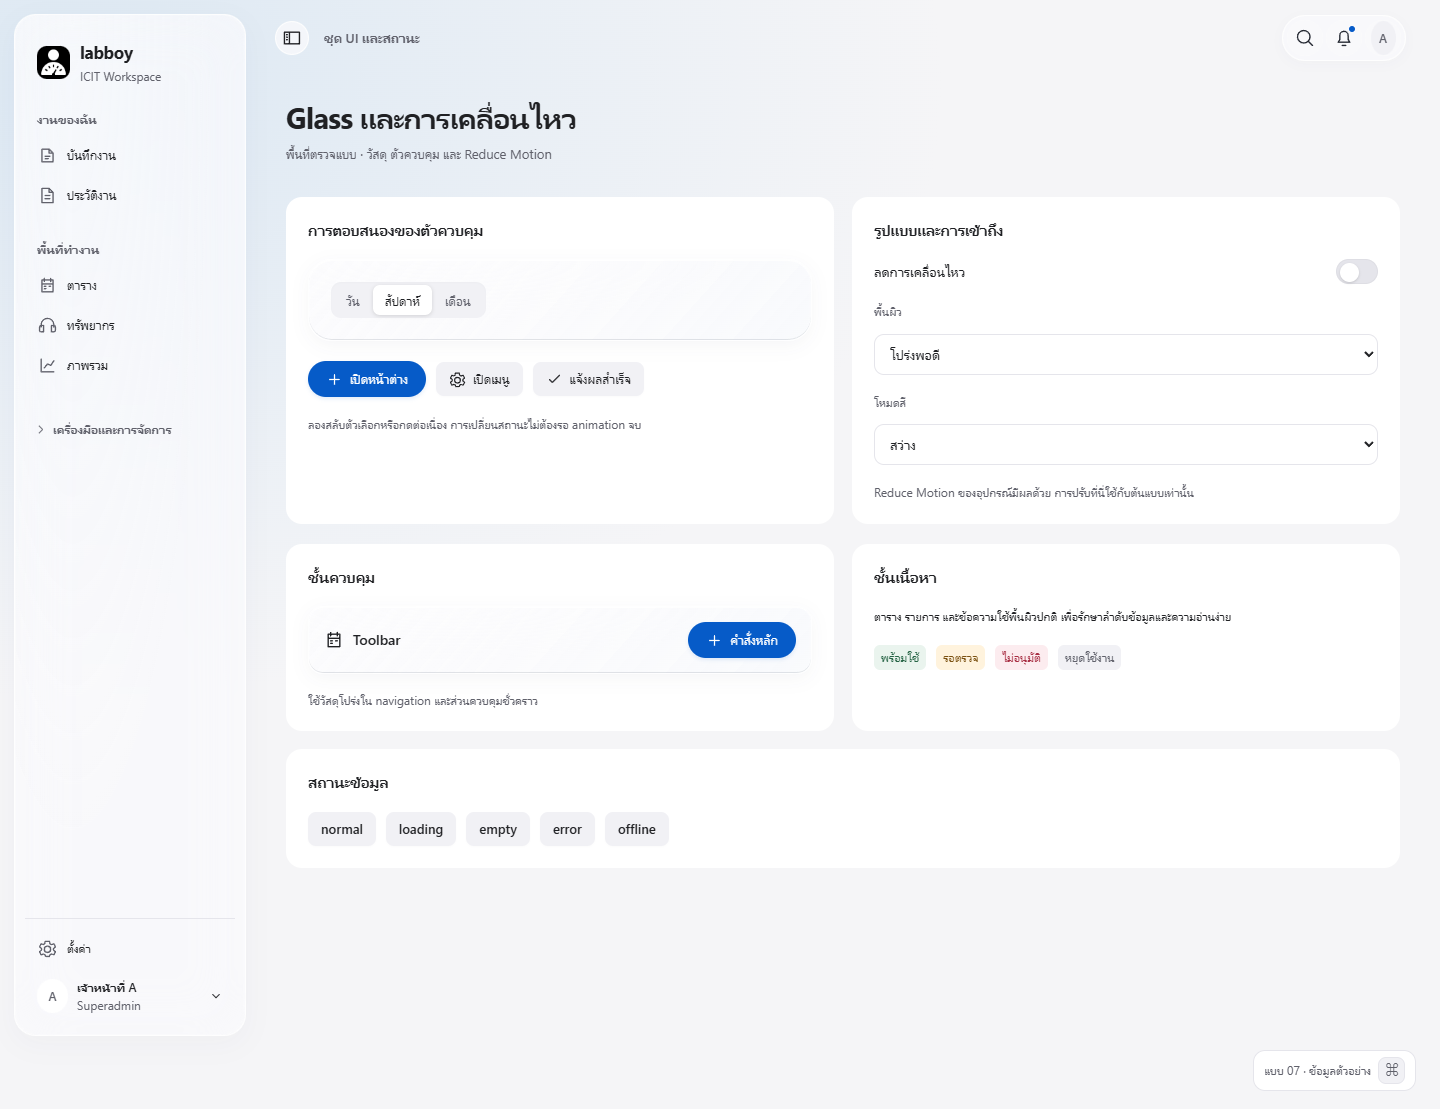 labboy
ICIT Workspace
งานของฉัน
บันทึกงาน
ประวัติงาน
พื้นที่ทำงาน
ตาราง
ทรัพยากร
ภาพรวม
เครื่องมือและการจัดการ
ตั้งค่า
A
เจ้าหน้าที่ A
Superadmin
ชุด UI และสถานะ
A
Glass และการเคลื่อนไหว
พื้นที่ตรวจแบบ · วัสดุ ตัวควบคุม และ Reduce Motion
การตอบสนองของตัวควบคุม
วัน สัปดาห์ เดือน
เปิดหน้าต่าง เปิดเมนู แจ้งผลสำเร็จ
ลองสลับตัวเลือกหรือกดต่อเนื่อง การเปลี่ยนสถานะไม่ต้องรอ animation จบ
รูปแบบและการเข้าถึง
ลดการเคลื่อนไหว
พื้นผิว
โปร่งพอดี
โหมดสี
สว่าง
Reduce Motion ของอุปกรณ์มีผลด้วย การปรับที่นี่ใช้กับต้นแบบเท่านั้น
ชั้นควบคุม
Toolbar คำสั่งหลัก
ใช้วัสดุโปร่งใน navigation และส่วนควบคุมชั่วคราว
ชั้นเนื้อหา
ตาราง รายการ และข้อความใช้พื้นผิวปกติ เพื่อรักษาลำดับข้อมูลและความอ่านง่าย
พร้อมใช้ รอตรวจ ไม่อนุมัติ หยุดใช้งาน
สถานะข้อมูล
normal loading empty error offline
แบบ 07 · ข้อมูลตัวอย่าง ⌘